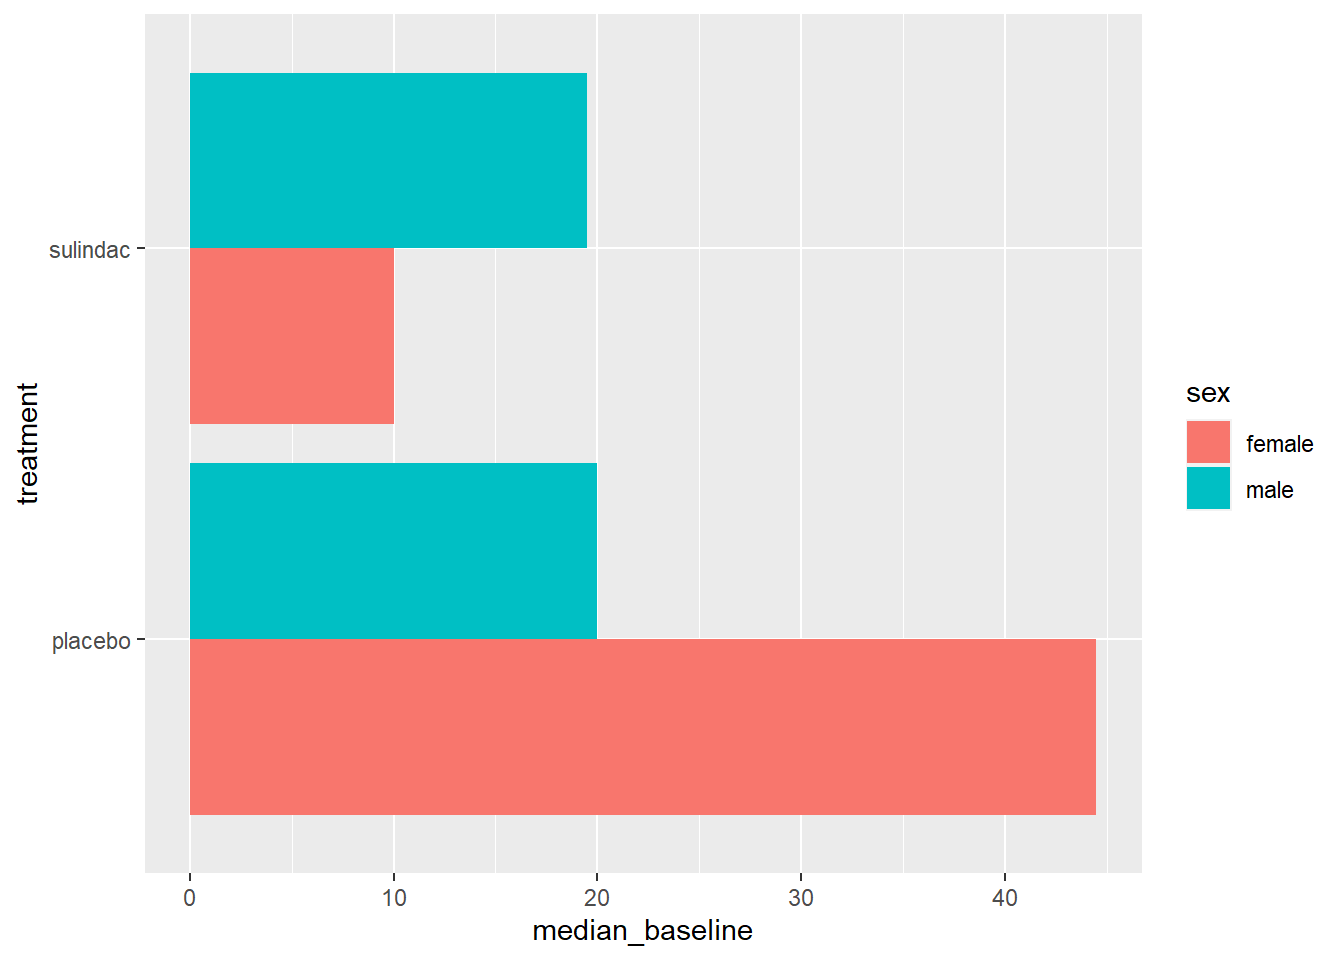 sulindac
placebo
treatment
0 10 20 30 40
median_baseline
sex
female
male